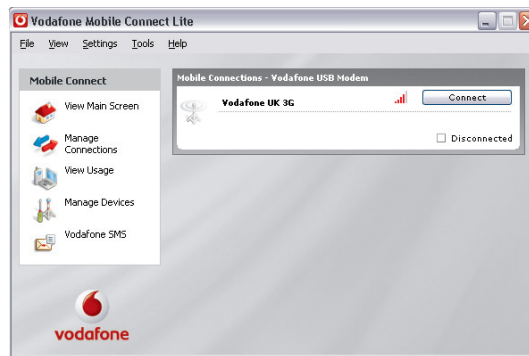 Vodafone Mobile Connect Lite
File View Settings Tools Help
Mobile Connect
View Main Screen
Manage
Connections
View Usage
Manage Devices
Vodafone SMS
Mobile Connections - Vodafone USB Modem
Vodafone UK 3G
Connect
Disconnected
vodafone